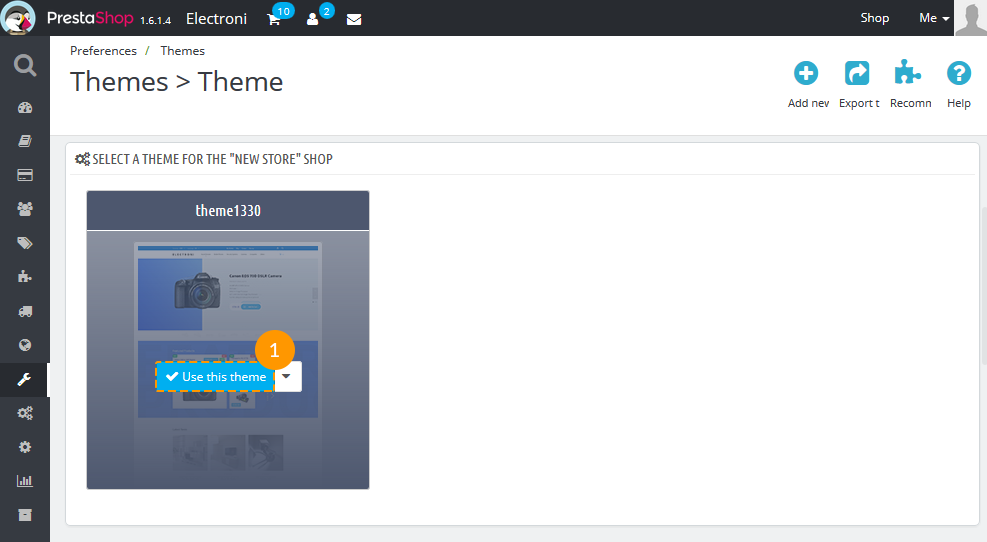 PrestaShop 1.6.1.4 Electroni 10 2 Shop Me
Preferences / Themes
Themes > Theme
Add new Export t Recomn Help
SELECT A THEME FOR THE "NEW STORE" SHOP
theme1330
1
Use this theme